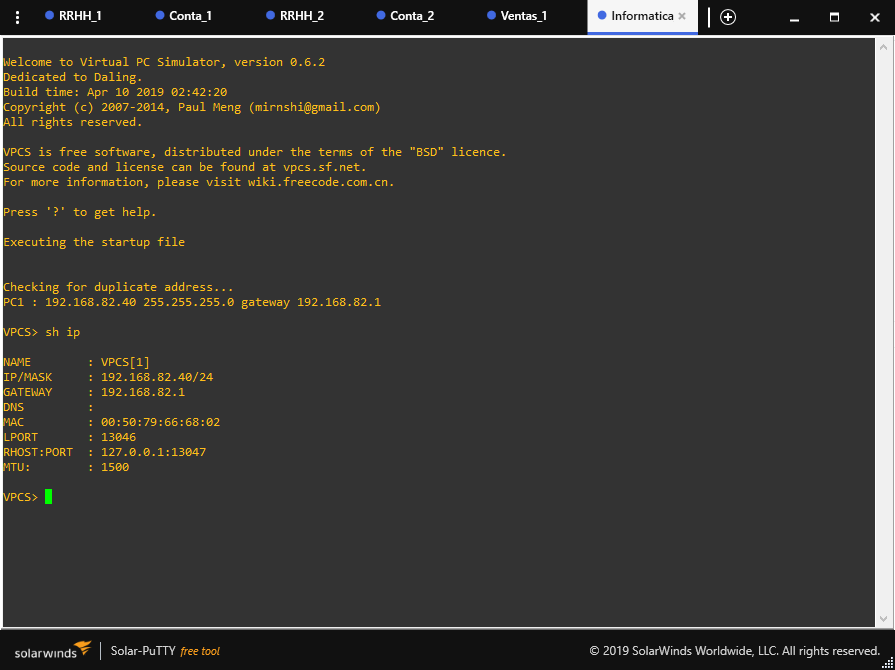 RRHH_1 Conta_1 RRHH_2 Conta_2 Ventas_1 Informatica
Welcome to Virtual PC Simulator, version 0.6.2
Dedicated to Daling.
Build time: Apr 10 2019 02:42:20
Copyright (c) 2007-2014, Paul Meng (mirnshi@gmail.com)
All rights reserved.
VPCS is free software, distributed under the terms of the "BSD" licence.
Source code and license can be found at vpcs.sf.net.
For more information, please visit wiki.freecode.com.cn.
Press '?' to get help.
Executing the startup file
Checking for duplicate address...
PC1 : 192.168.82.40 255.255.255.0 gateway 192.168.82.1
VPCS> sh ip
NAME        : VPCS[1]
IP/MASK     : 192.168.82.40/24
GATEWAY     : 192.168.82.1
DNS         :
MAC         : 00:50:79:66:68:02
LPORT       : 13046
RHOST:PORT  : 127.0.0.1:13047
MTU:        : 1500
VPCS>
solarwinds Solar-PuTTY free tool © 2019 SolarWinds Worldwide, LLC. All rights reserved.